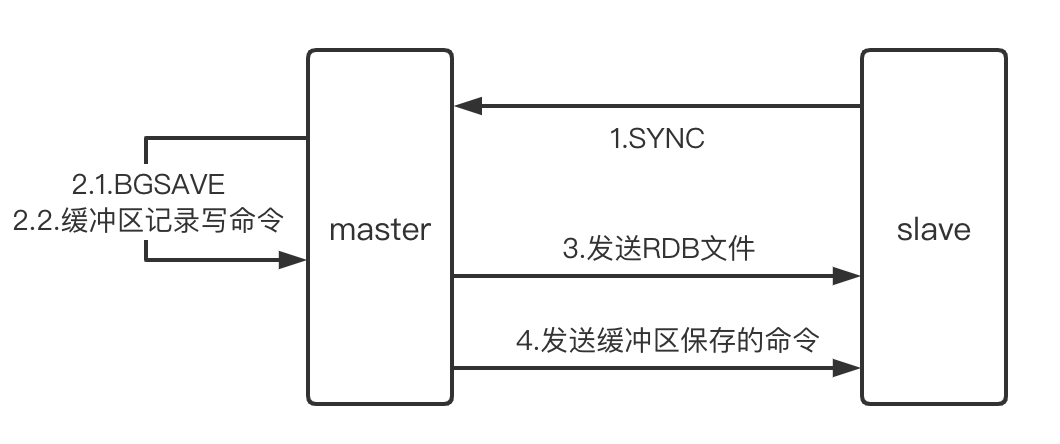 1.SYNC
2.1.BGSAVE
2.2.缓冲区记录写命令
master
slave
3.发送RDB文件
4.发送缓冲区保存的命令